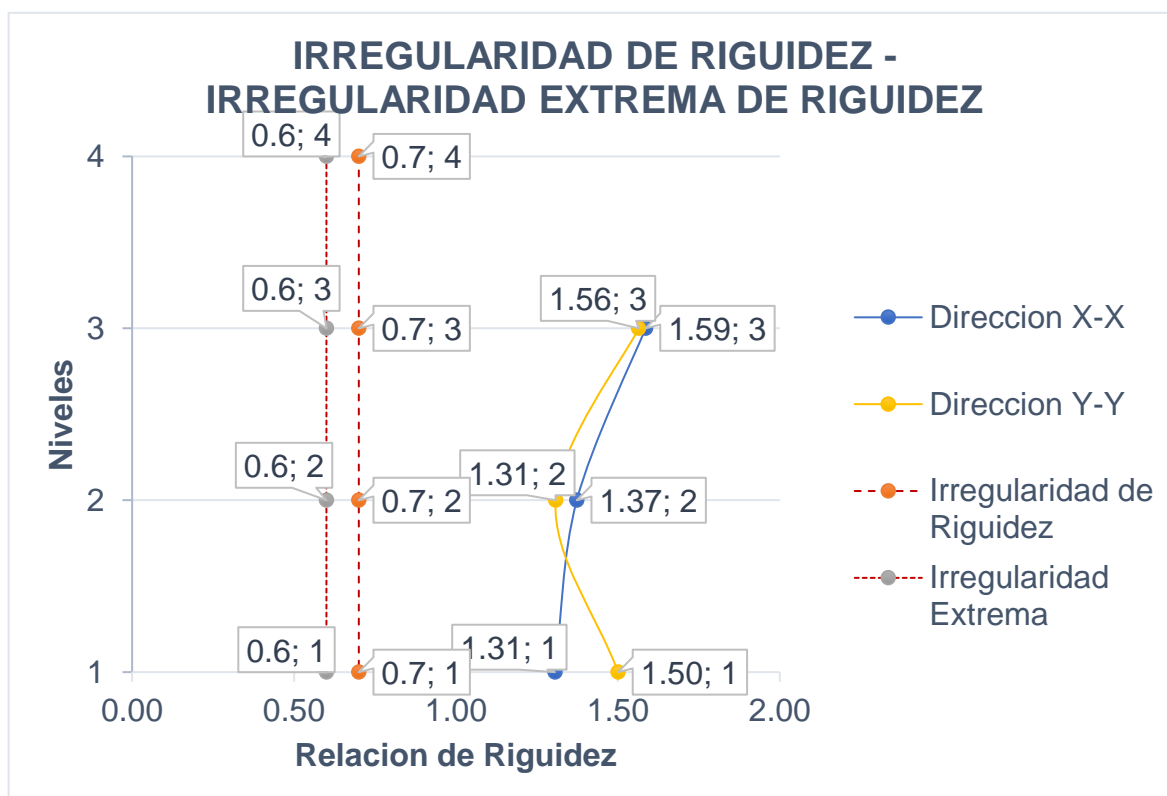 IRREGULARIDAD DE RIGUIDEZ -
IRREGULARIDAD EXTREMA DE RIGUIDEZ
0.6; 4
4
0.7; 4
0.6; 3
1.56; 3
3
0.7; 3
1.59; 3
Direccion X-X
Niveles
Direccion Y-Y
0.6; 2
1.31; 2
2
0.7; 2
1.37; 2
Irregularidad de
Riguidez
Irregularidad
Extrema
0.6; 1
1.31; 1
1
0.7; 1
1.50; 1
0.00 0.50 1.00 1.50 2.00
Relacion de Riguidez